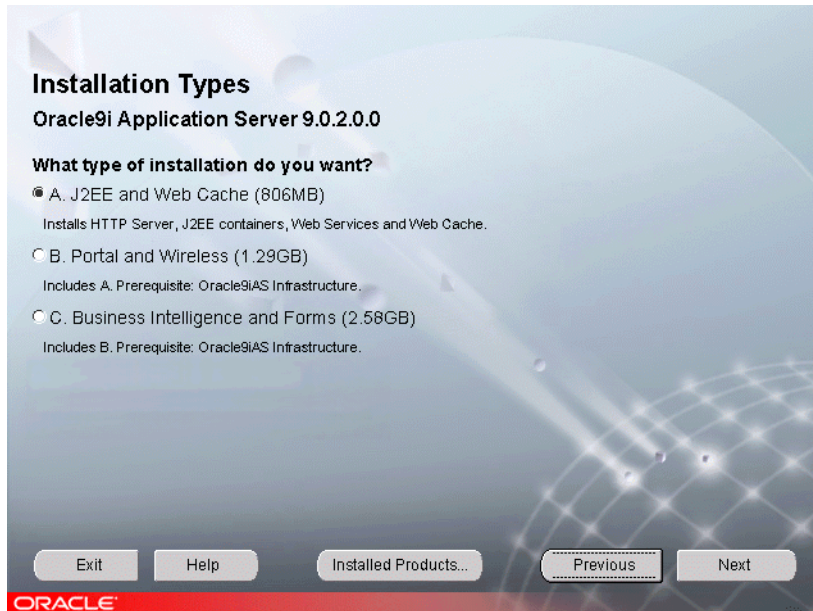 Installation Types
Oracle9i Application Server 9.0.2.0.0
What type of installation do you want?
A. J2EE and Web Cache (806MB)
Installs HTTP Server, J2EE containers, Web Services and Web Cache.
B. Portal and Wireless (1.29GB)
Includes A. Prerequisite: Oracle9iAS Infrastructure.
C. Business Intelligence and Forms (2.58GB)
Includes B. Prerequisite: Oracle9iAS Infrastructure.
Exit Help Installed Products... Previous Next
ORACLE